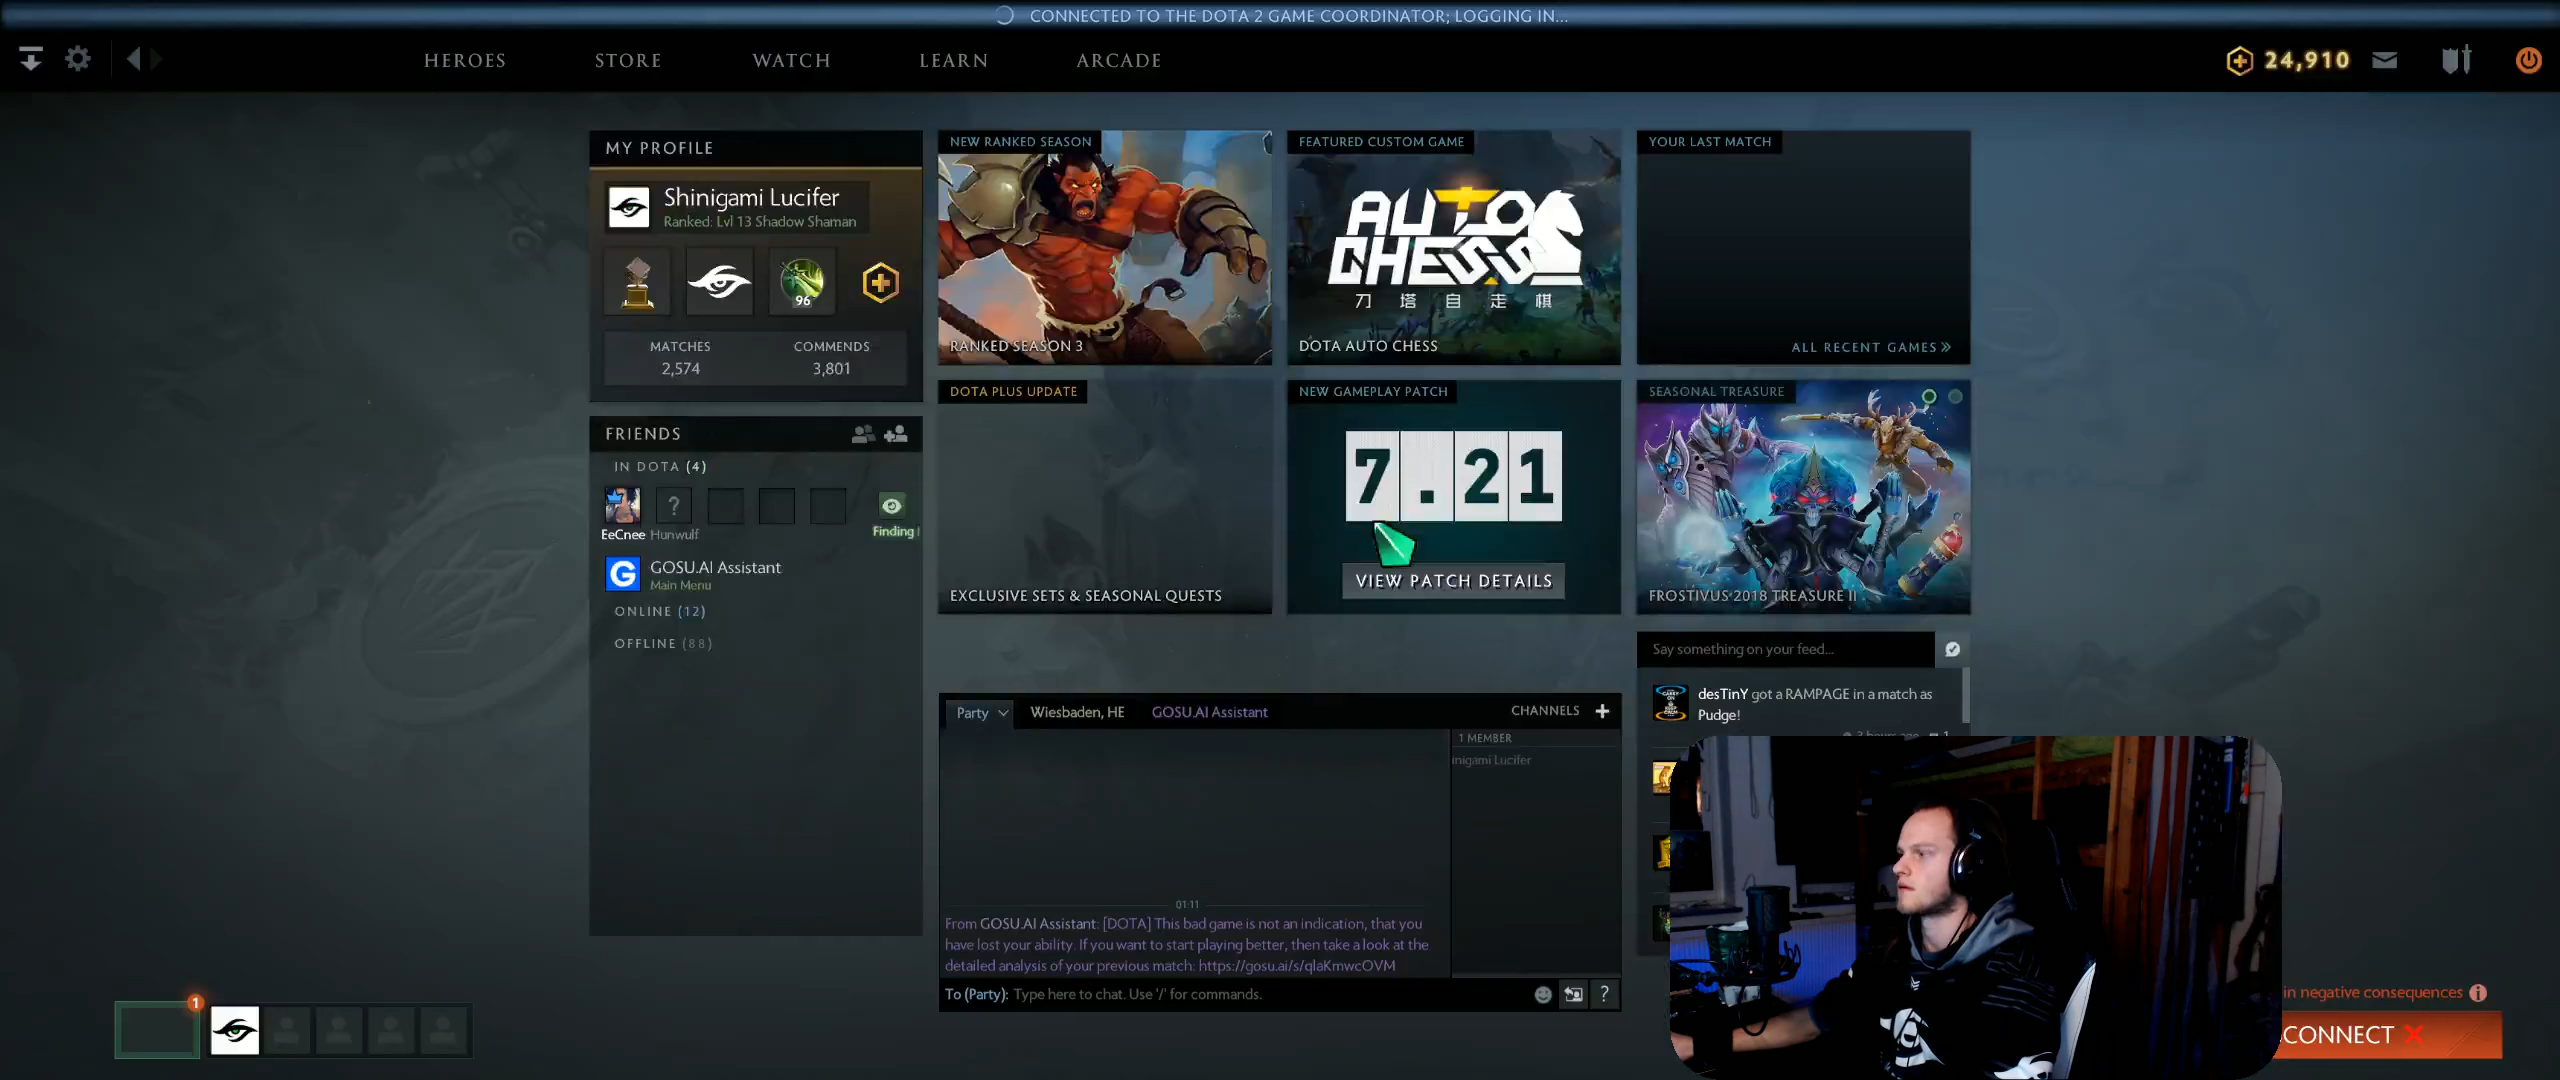 CONNECTED TO THE DOTA 2 GAME COORDINATOR; LOGGING IN...
HEROES
STORE
WATCH
LEARN
ARCADE
24,910
MY PROFILE
Shinigami Lucifer
Ranked: Lvl 13 Shadow Shaman
96
MATCHES
COMMENDS
2,574
3,801
NEW RANKED SEASON
RANKED SEASON 3
FEATURED CUSTOM GAME
AUTO
CHESS
刀塔自走棋
DOTA AUTO CHESS
YOUR LAST MATCH
ALL RECENT GAMES
FRIENDS
IN DOTA (4)
?
EeCnee Hunwulf
Finding
G
GOSU.AI Assistant
Main Menu
ONLINE (12)
OFFLINE (88)
DOTA PLUS UPDATE
EXCLUSIVE SETS & SEASONAL QUESTS
NEW GAMEPLAY PATCH
7.21
VIEW PATCH DETAILS
SEASONAL TREASURE
FROSTIVUS 2018 TREASURE II
Say something on your feed...
desTinY got a RAMPAGE in a match as
Pudge!
3 hours ago 1
Party
Wiesbaden, HE
GOSU.AI Assistant
CHANNELS +
1 MEMBER
inigami Lucifer
01:11
From GOSU.AI Assistant: [DOTA] This bad game is not an indication, that you
have lost your ability. If you want to start playing better, then take a look at the
detailed analysis of your previous match: https://gosu.ai/s/qlaKmwcOVM
To (Party): Type here to chat. Use '/' for commands.
?
1
in negative consequences
CONNECT